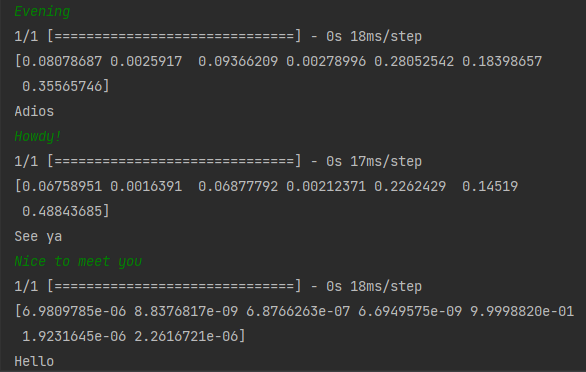 Evening
1/1 [==============================] - 0s 18ms/step
[0.08078687 0.0025917  0.09366209 0.00278996 0.28052542 0.18398657
 0.35565746]
Adios
Howdy!
1/1 [==============================] - 0s 17ms/step
[0.06758951 0.0016391  0.06877792 0.00212371 0.2262429  0.14519
 0.48843685]
See ya
Nice to meet you
1/1 [==============================] - 0s 18ms/step
[6.9809785e-06 8.8376817e-09 6.8766263e-07 6.6949575e-09 9.9998820e-01
 1.9231645e-06 2.2616721e-06]
Hello